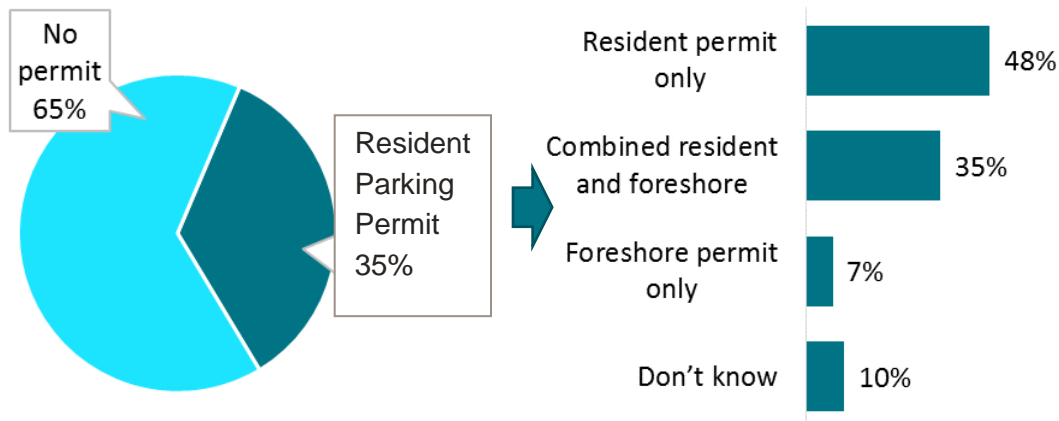 No
permit
65%
Resident
Parking
Permit
35%
Resident permit
only
48%
Combined resident
and foreshore
35%
Foreshore permit
only
7%
Don’t know
10%